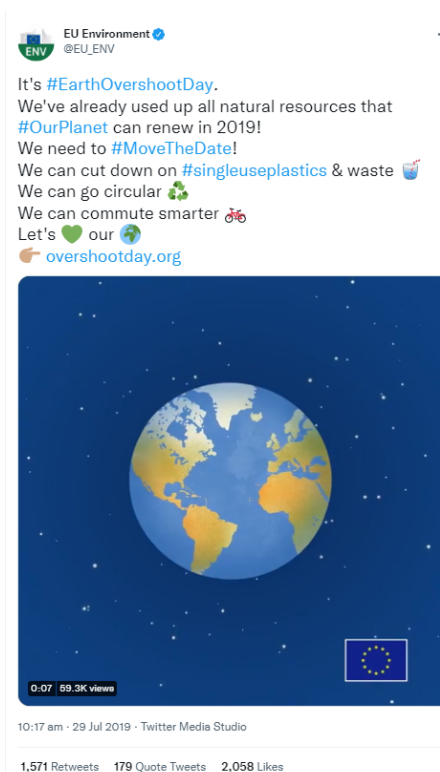 EU Environment
@EU_ENV
ENV
It's #EarthOvershootDay.
We've already used up all natural resources that
#OurPlanet can renew in 2019!
We need to #MoveTheDate!
We can cut down on #singleuseplastics & waste 🥤
We can go circular ♻️
We can commute smarter 🚲
Let's 💚 our 🌍
👉🏼 overshootday.org
0:07 59.3K views
10:17 am · 29 Jul 2019 · Twitter Media Studio
1,571 Retweets 179 Quote Tweets 2,058 Likes